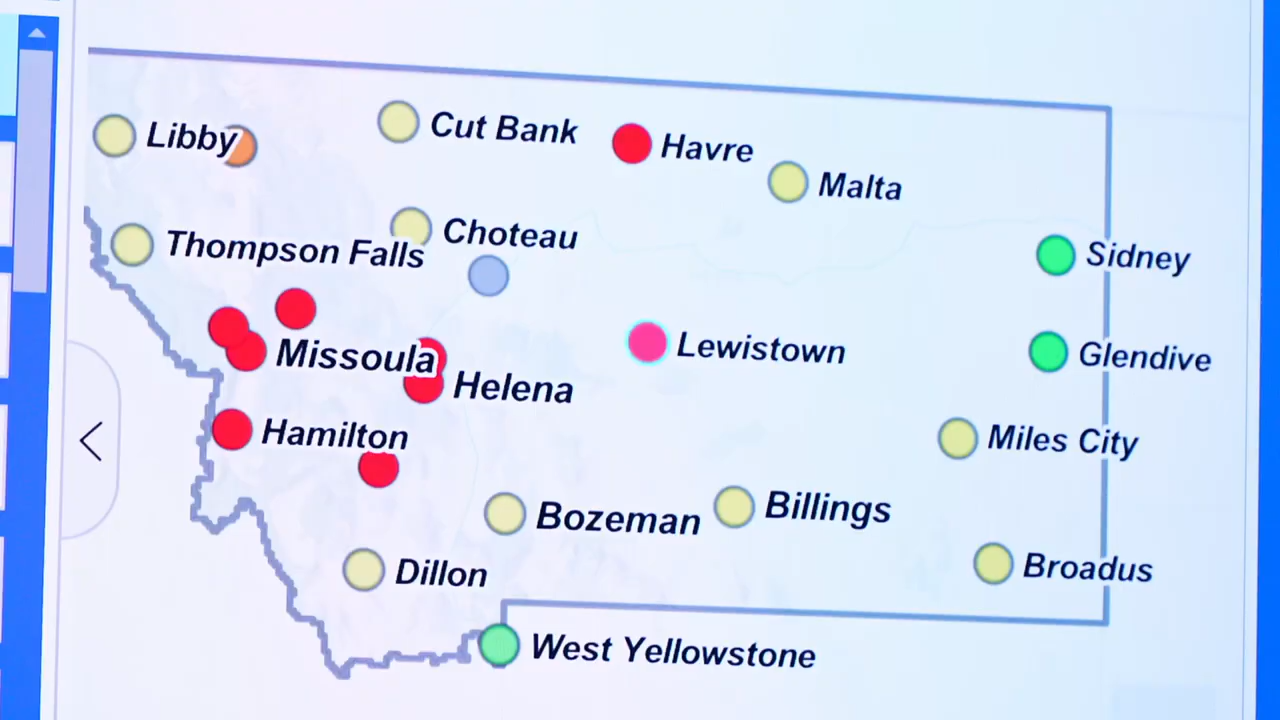 Cut Bank
Libby
Havre
Malta
Choteau
Thompson Falls
Sidney
Lewistown
Glendive
Missoula
Helena
Hamilton
Miles City
Billings
Bozeman
Broadus
Dillon
West Yellowstone